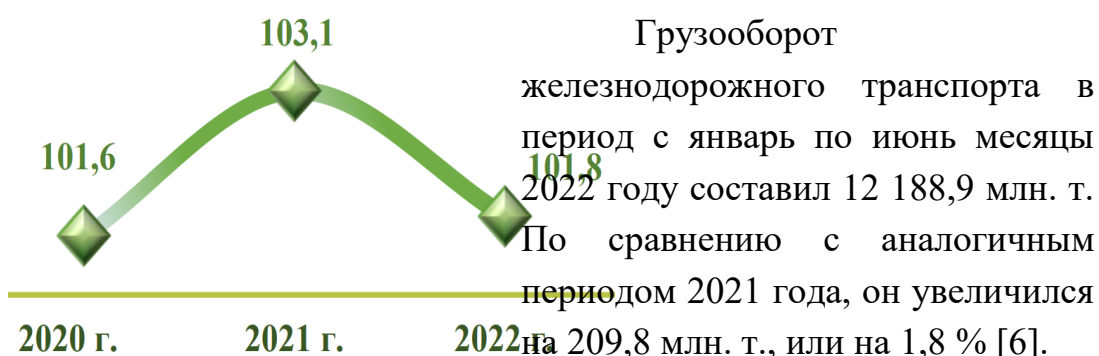 103,1
101,6
101,8
2020 г.
2021 г.
2022 г.
Грузооборот
железнодорожного транспорта в
период с январь по июнь месяцы
2022 году составил 12 188,9 млн. т.
По сравнению с аналогичным
периодом 2021 года, он увеличился
на 209,8 млн. т., или на 1,8 % [6].